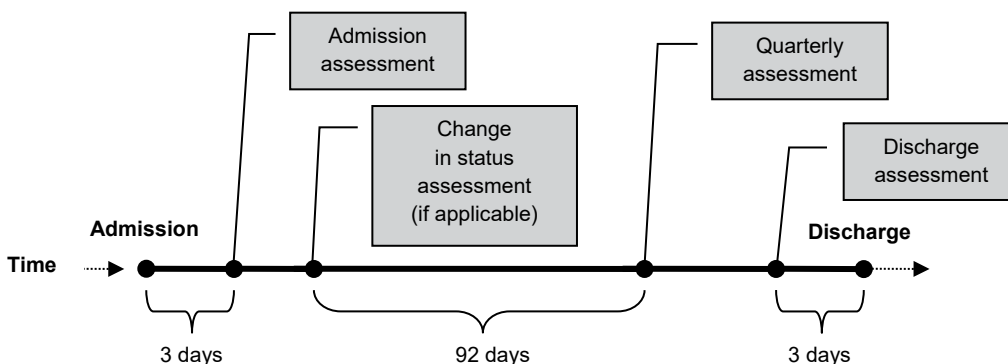 Admission
assessment
Quarterly
assessment
Change
in status
assessment
(if applicable)
Discharge
assessment
Admission
Discharge
Time
3 days
92 days
3 days